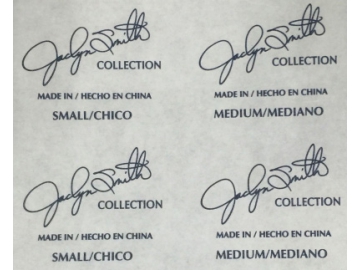 Jaclyn Smith Jaclyn Smith
COLLECTION COLLECTION
MADE IN / HECHO EN CHINA MADE IN / HECHO EN CHINA
SMALL/CHICO MEDIUM/MEDIANO
Jaclyn Smith Jaclyn Smith
COLLECTION COLLECTION
MADE IN / HECHO EN CHINA MADE IN / HECHO EN CHINA
SMALL/CHICO MEDIUM/MEDIANO